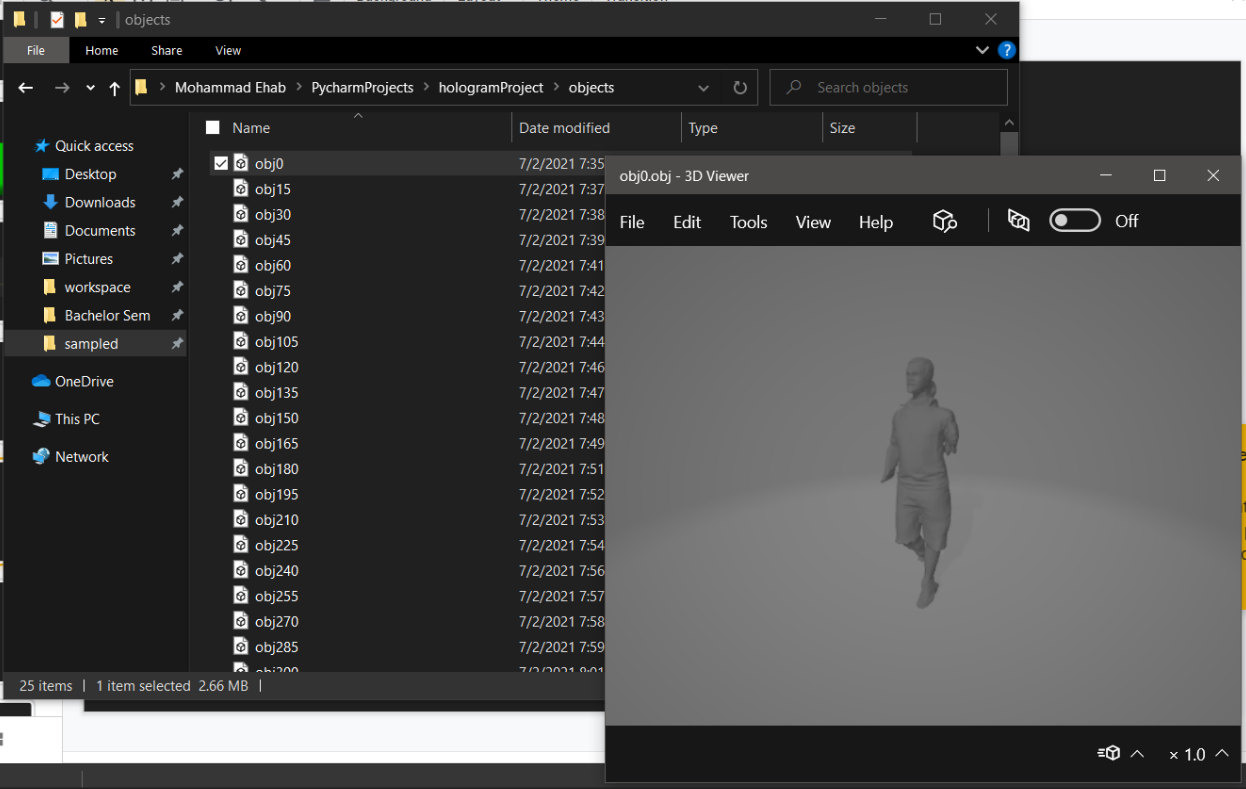 objects
File Home Share View
Mohammad Ehab PycharmProjects hologramProject objects Search objects
Name Date modified Type Size
Quick access
Desktop
Downloads
Documents
Pictures
workspace
Bachelor Sem
sampled
OneDrive
This PC
Network
obj0 7/2/2021 7:35
obj15 7/2/2021 7:37
obj30 7/2/2021 7:38
obj45 7/2/2021 7:39
obj60 7/2/2021 7:41
obj75 7/2/2021 7:42
obj90 7/2/2021 7:43
obj105 7/2/2021 7:44
obj120 7/2/2021 7:46
obj135 7/2/2021 7:47
obj150 7/2/2021 7:48
obj165 7/2/2021 7:49
obj180 7/2/2021 7:51
obj195 7/2/2021 7:52
obj210 7/2/2021 7:53
obj225 7/2/2021 7:54
obj240 7/2/2021 7:56
obj255 7/2/2021 7:57
obj270 7/2/2021 7:58
obj285 7/2/2021 7:59
25 items | 1 item selected 2.66 MB |
obj0.obj - 3D Viewer
File Edit Tools View Help Off
× 1.0